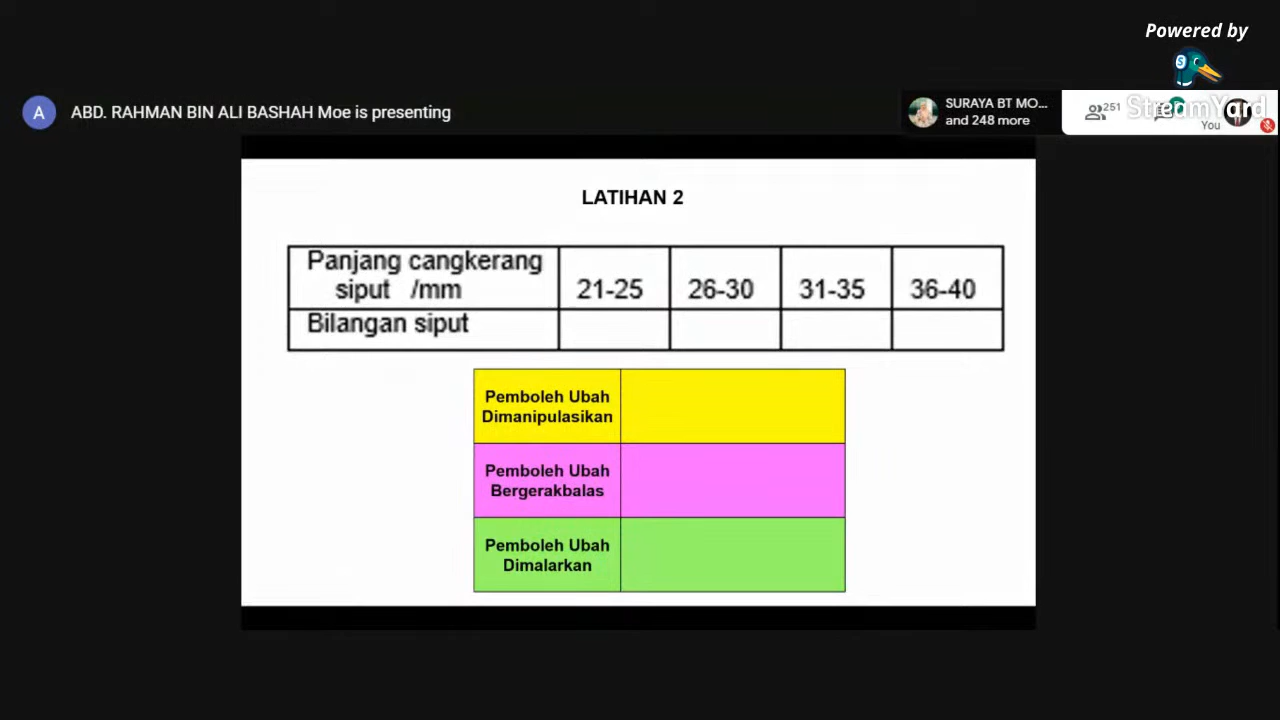 Powered by
StreamYard
A ABD. RAHMAN BIN ALI BASHAH Moe is presenting
SURAYA BT MO...
and 248 more
251
You
LATIHAN 2
Panjang cangkerang
siput /mm 21-25 26-30 31-35 36-40
Bilangan siput
Pemboleh Ubah
Dimanipulasikan
Pemboleh Ubah
Bergerakbalas
Pemboleh Ubah
Dimalarkan